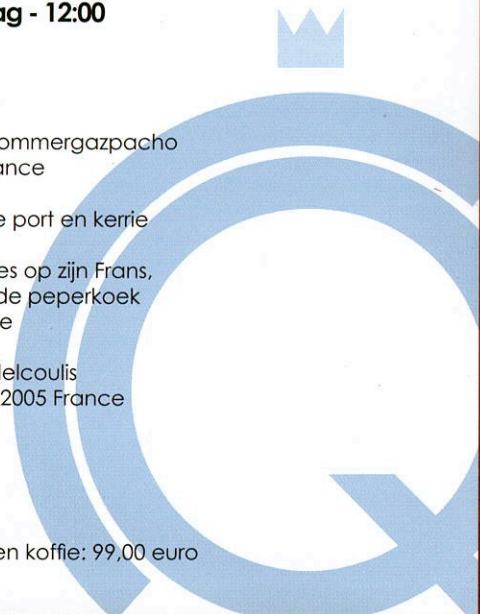 ag - 12:00
ommergazpacho
ance
e port en kerrie
es op zijn Frans,
de peperkoek
e
elcoulis
2005 France
en koffie: 99,00 euro
Q